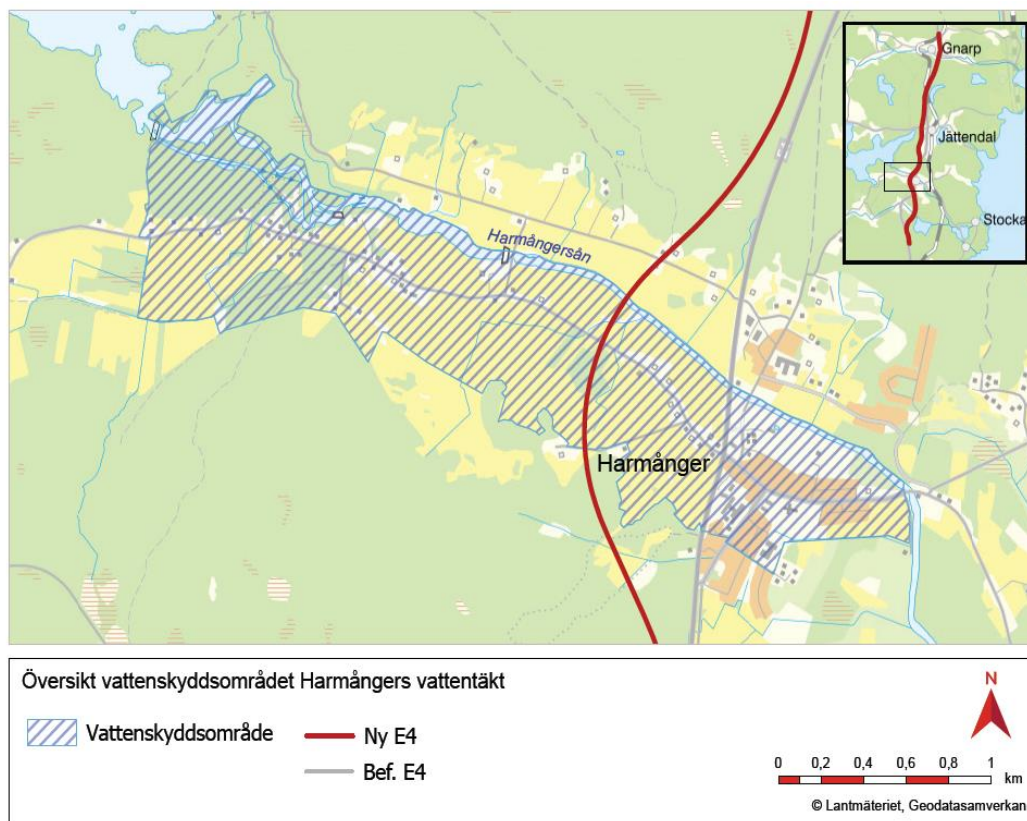 Gnarp
Jättendal
Stocka
Harmångersån
Harmånger
Översikt vattenskyddsområdet Harmångers vattentäkt
Vattenskyddsområde
Ny E4
Bef. E4
N
0 0,2 0,4 0,6 0,8 1
km
© Lantmäteriet, Geodatasamverkan